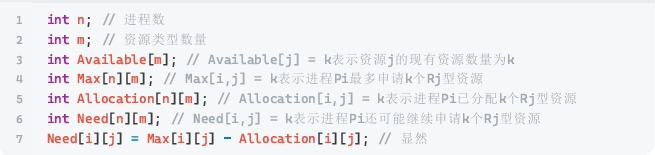 1 int n; // 进程数
2 int m; // 资源类型数量
3 int Available[m]; // Available[j] = k表示资源j的现有资源数量为k
4 int Max[n][m]; // Max[i,j] = k表示进程Pi最多申请k个Rj型资源
5 int Allocation[n][m]; // Allocation[i,j] = k表示进程Pi已分配k个Rj型资源
6 int Need[n][m]; // Need[i,j] = k表示进程Pi还可能继续申请k个Rj型资源
7 Need[i][j] = Max[i][j] - Allocation[i][j]; // 显然